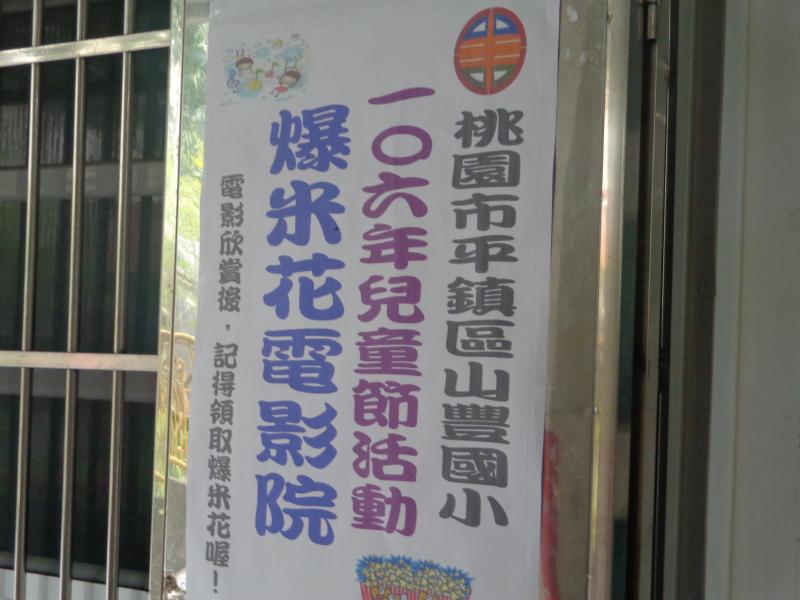 桃園市平鎮區山豐國小
一〇六年兒童節活動
爆米花電影院
電影欣賞後，記得領取爆米花喔！